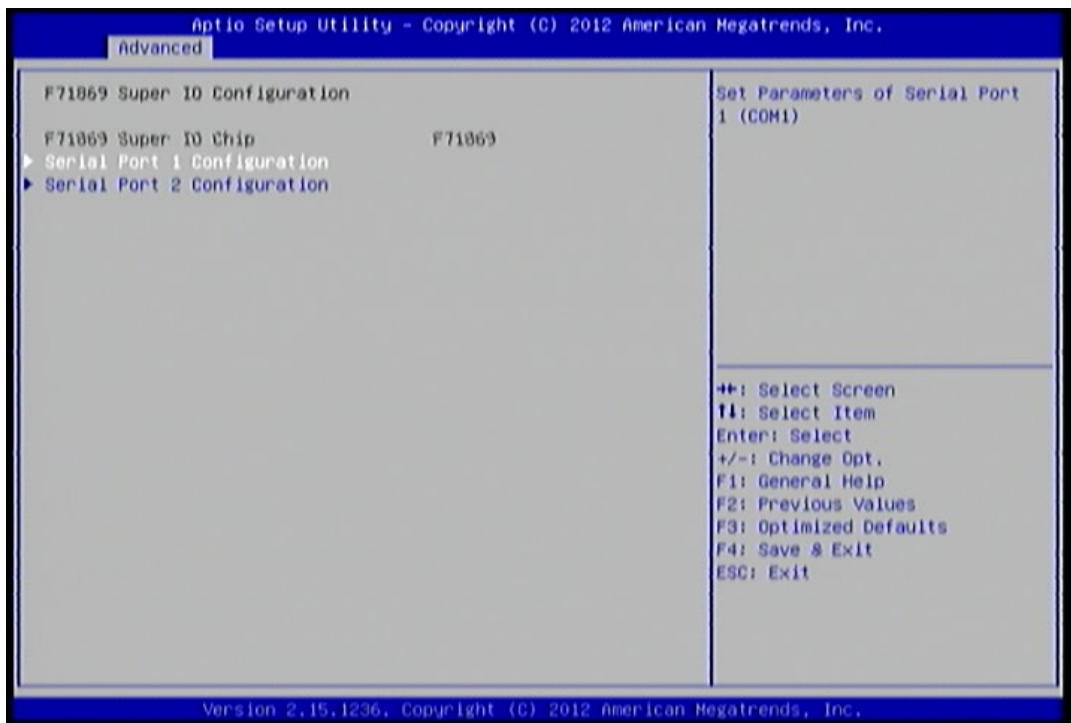 Aptio Setup Utility - Copyright (C) 2012 American Megatrends, Inc.
Advanced
F71869 Super IO Configuration
F71869 Super IO Chip F71869
Serial Port 1 Configuration
Serial Port 2 Configuration
Set Parameters of Serial Port
1 (COM1)
→←: Select Screen
↑↓: Select Item
Enter: Select
+/-: Change Opt.
F1: General Help
F2: Previous Values
F3: Optimized Defaults
F4: Save & Exit
ESC: Exit
Version 2.15.1236. Copyright (C) 2012 American Megatrends, Inc.